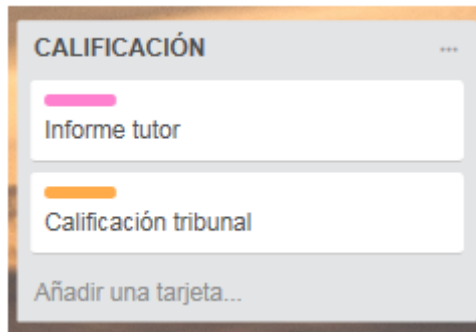 CALIFICACIÓN
Informe tutor
Calificación tribunal
Añadir una tarjeta...